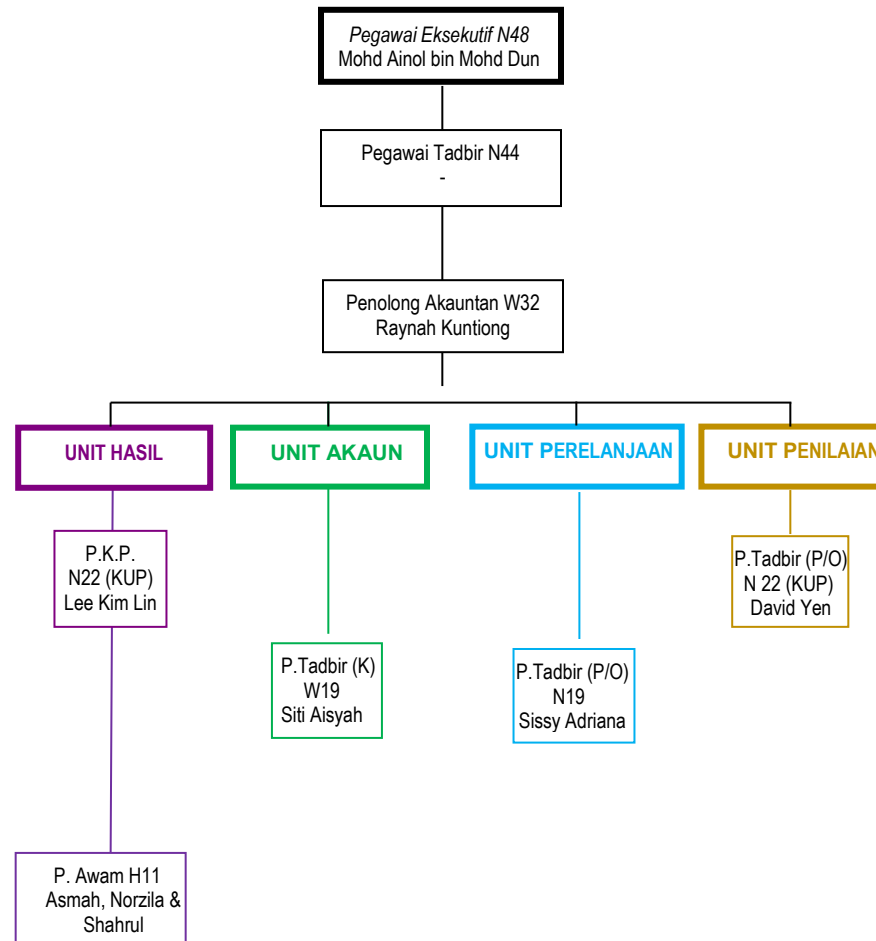 Pegawai Eksekutif N48
Mohd Ainol bin Mohd Dun
Pegawai Tadbir N44
-
Penolong Akauntan W32
Raynah Kuntiong
UNIT HASIL
UNIT AKAUN
UNIT PERELANJAAN
UNIT PENILAIAN
P.K.P.
N22 (KUP)
Lee Kim Lin
P.Tadbir (K)
W19
Siti Aisyah
P.Tadbir (P/O)
N19
Sissy Adriana
P.Tadbir (P/O)
N 22 (KUP)
David Yen
P. Awam H11
Asmah, Norzila &
Shahrul